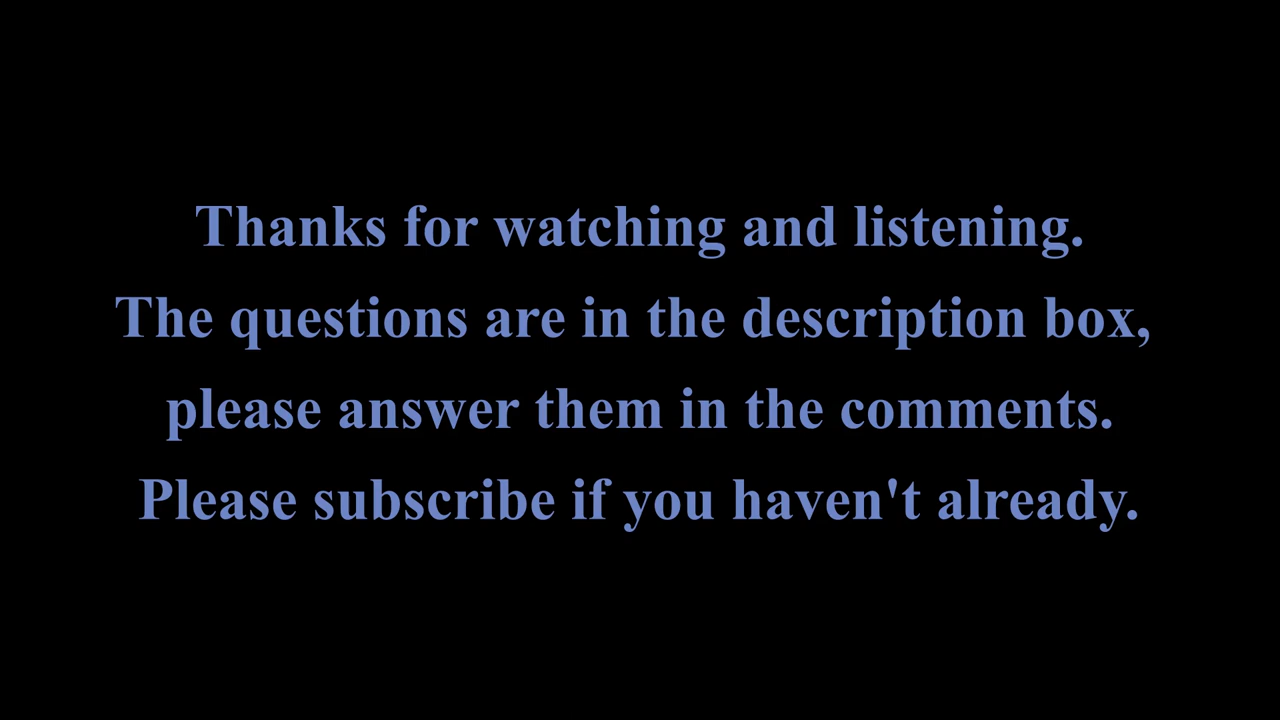 Thanks for watching and listening.
The questions are in the description box,
please answer them in the comments.
Please subscribe if you haven't already.